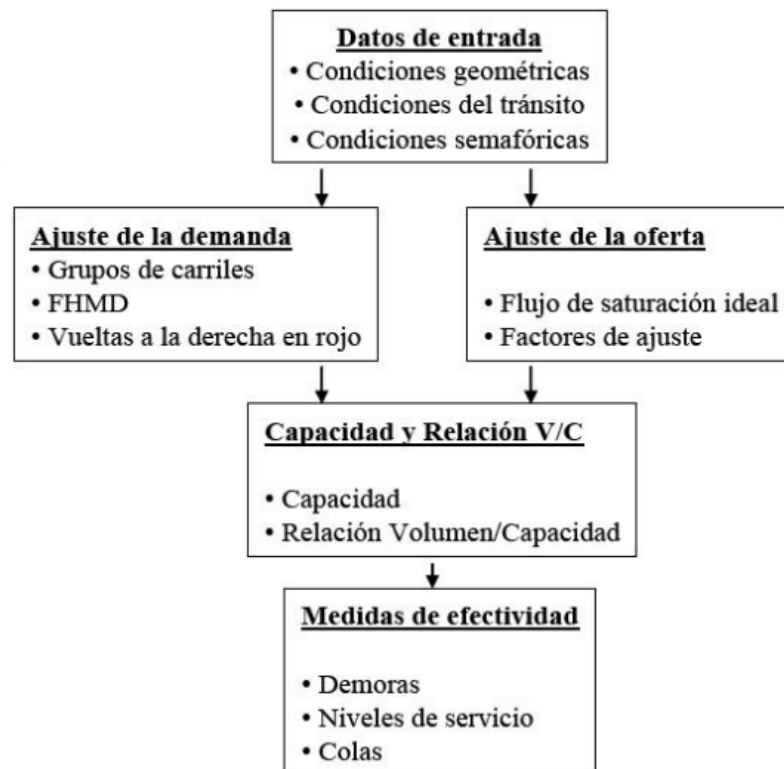 Datos de entrada
• Condiciones geométricas
• Condiciones del tránsito
• Condiciones semafóricas
Ajuste de la demanda
• Grupos de carriles
• FHMD
• Vueltas a la derecha en rojo
Ajuste de la oferta
• Flujo de saturación ideal
• Factores de ajuste
Capacidad y Relación V/C
• Capacidad
• Relación Volumen/Capacidad
Medidas de efectividad
• Demoras
• Niveles de servicio
• Colas